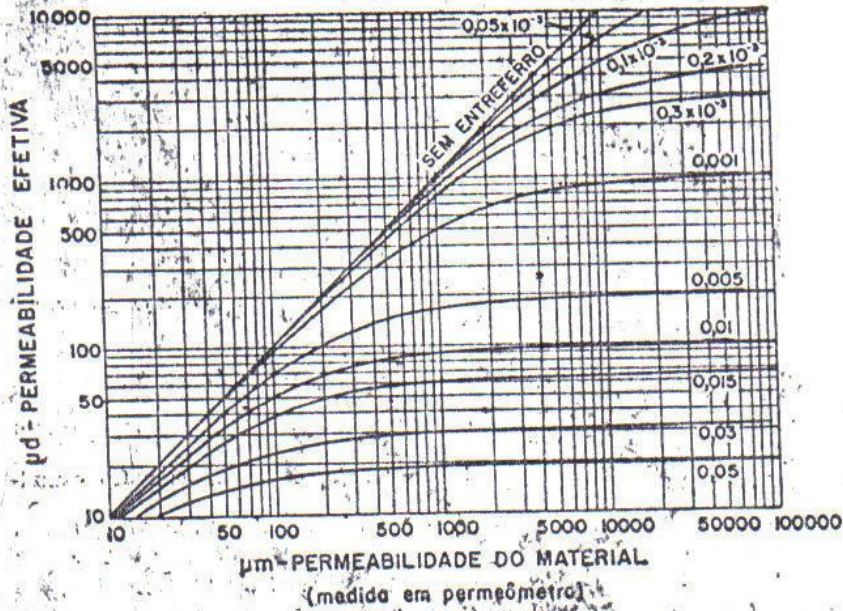 10000
5000
1000
500
100
50
10
μd - PERMEABILIDADE EFETIVA
SEM ENTREFERRO
0,05x10⁻³
0,1x10⁻³
0,2x10⁻³
0,3x10⁻³
0,001
0,005
0,01
0,015
0,03
0,05
10 50 100 500 1000 5000 10000 50000 100000
μm-PERMEABILIDADE DO MATERIAL
(medida em permeômetro)